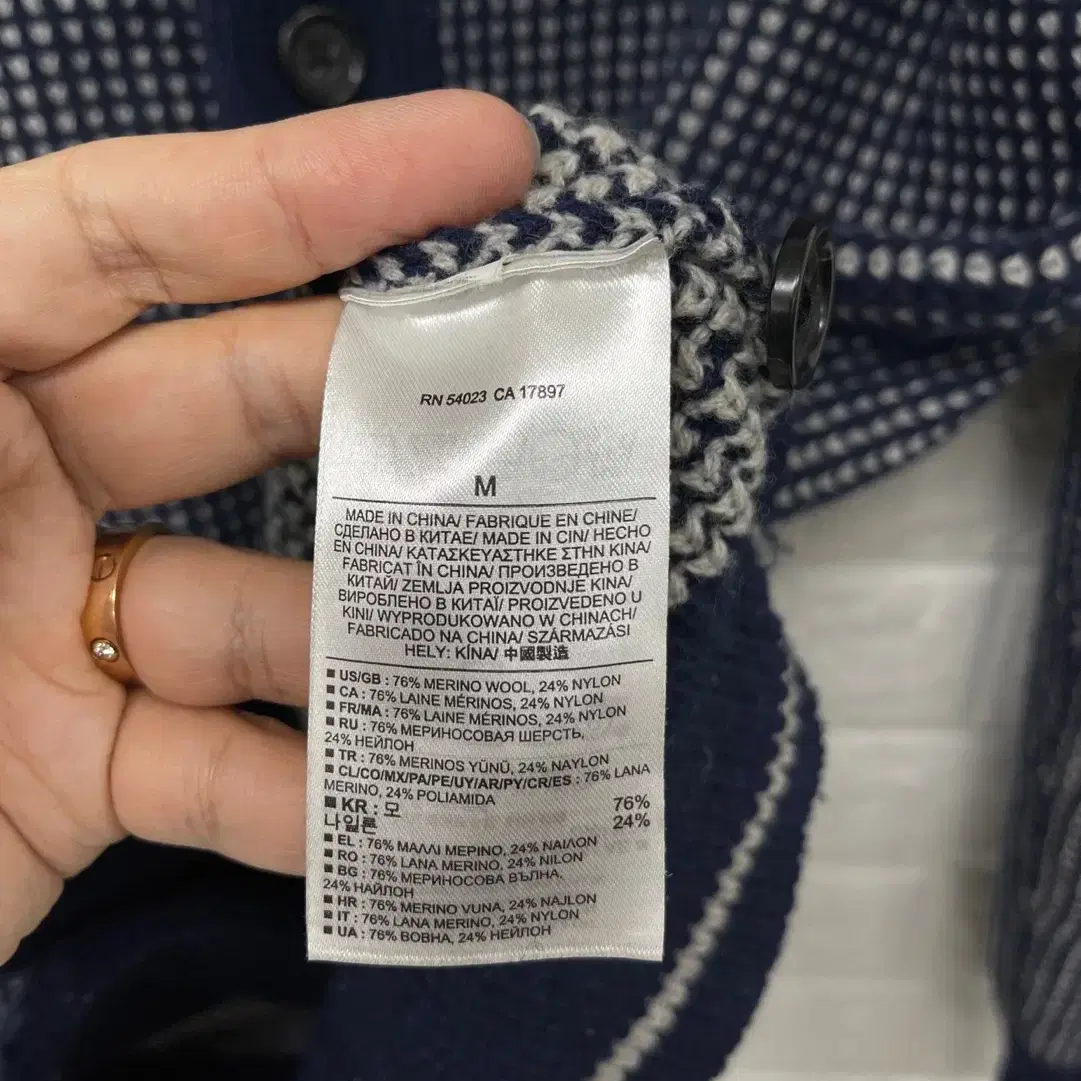 RN 54023 CA 17897
M
MADE IN CHINA/ FABRIQUE EN CHINE/
СДЕЛАНО В КИТАЕ/ MADE IN CIN/ HECHO
EN CHINA/ ΚΑΤΑΣΚΕΥΑΣΤΗΚΕ ΣΤΗΝ ΚΙΝΑ/
FABRICAT ÎN CHINA/ ПРОИЗВЕДЕНО В
КИТАЙ/ ZEMLJA PROIZVODNJE KINA/
ВИРОБЛЕНО В КИТАЇ/ PROIZVEDENO U
KINI/ WYPRODUKOWANO W CHINACH/
FABRICADO NA CHINA/ SZÁRMAZÁSI
HELY: KÍNA/ 中國製造
■ US/GB : 76% MERINO WOOL, 24% NYLON
■ CA : 76% LAINE MÉRINOS, 24% NYLON
■ FR/MA : 76% LAINE MÉRINOS, 24% NYLON
■ RU : 76% МЕРИНОСОВАЯ ШЕРСТЬ,
24% НЕЙЛОН
■ TR : 76% MERINOS YÜNÜ, 24% NAYLON
■ CL/CO/MX/PA/PE/UY/AR/PY/CR/ES : 76% LANA
MERINO, 24% POLIAMIDA
■ KR : 모 76%
나일론 24%
■ EL : 76% ΜΑΛΛΙ ΜΕΡΙΝΟ, 24% ΝΑΙΛΟΝ
■ RO : 76% LANA MERINO, 24% NILON
■ BG : 76% МЕРИНОСОВА ВЪЛНА,
24% НАЙЛОН
■ HR : 76% MERINO VUNA, 24% NAJLON
■ IT : 76% LANA MERINO, 24% NYLON
■ UA : 76% ВОВНА, 24% НЕЙЛОН